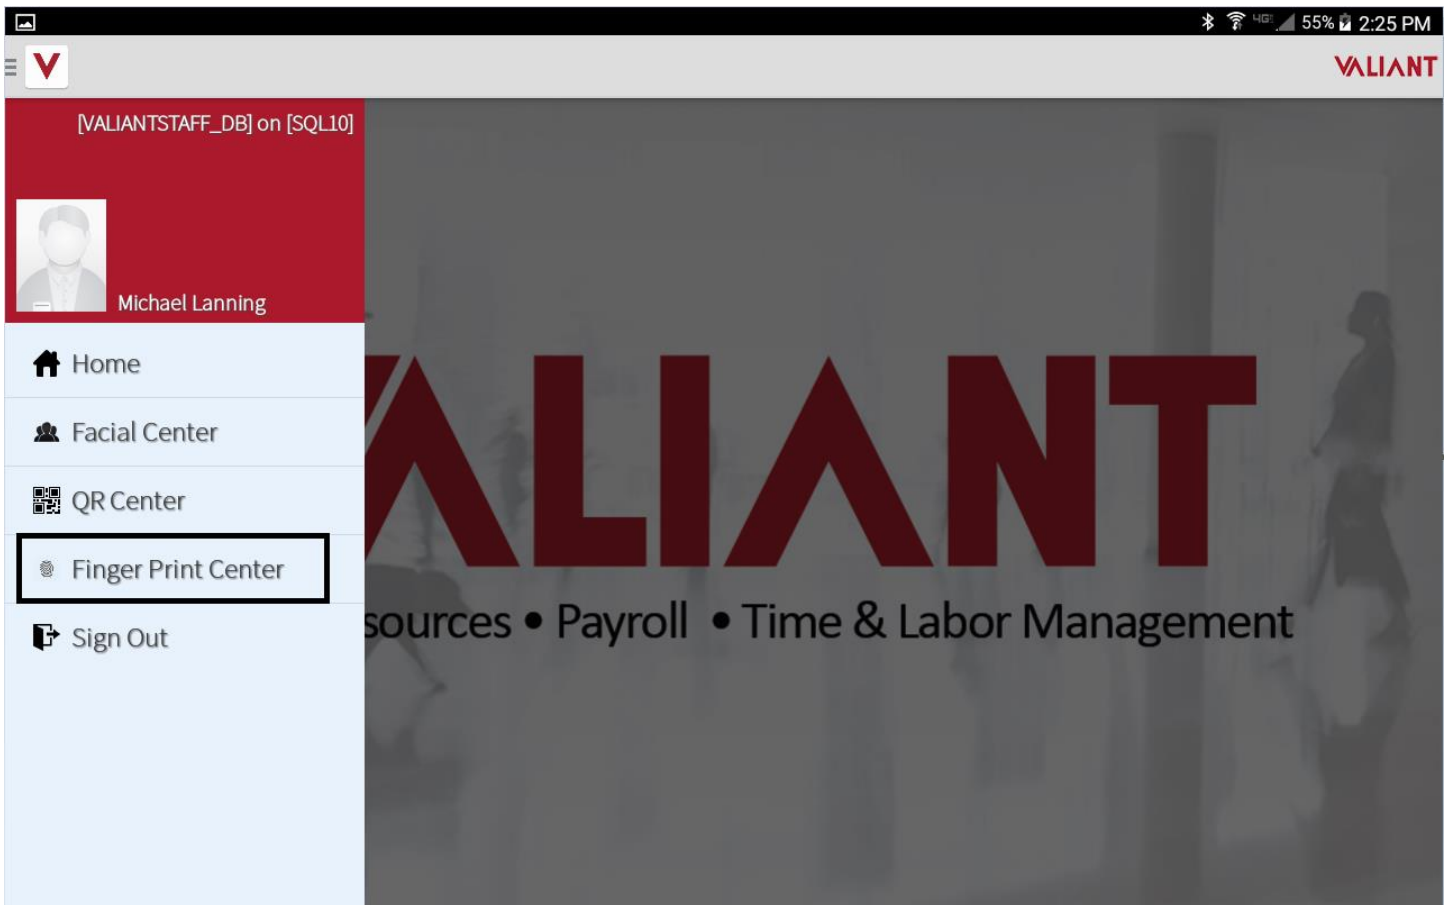 4G 55% 2:25 PM
V VALIANT
[VALIANTSTAFF_DB] on [SQL10]
Michael Lanning
Home
Facial Center
QR Center
Finger Print Center
Sign Out
ALIANT
sources • Payroll • Time & Labor Management